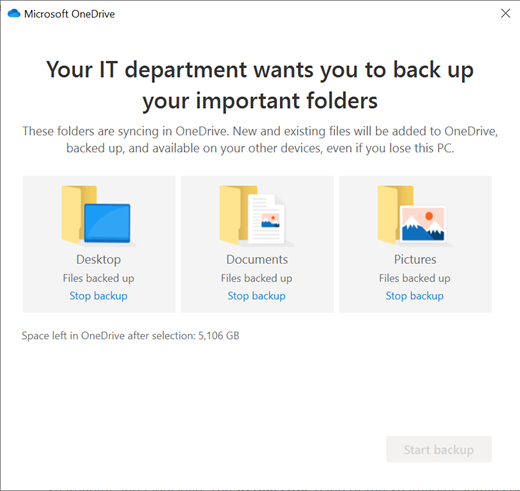 Microsoft OneDrive
Your IT department wants you to back up
your important folders
These folders are syncing in OneDrive. New and existing files will be added to OneDrive,
backed up, and available on your other devices, even if you lose this PC.
Desktop
Files backed up
Stop backup
Documents
Files backed up
Stop backup
Pictures
Files backed up
Stop backup
Space left in OneDrive after selection: 5,106 GB
Start backup